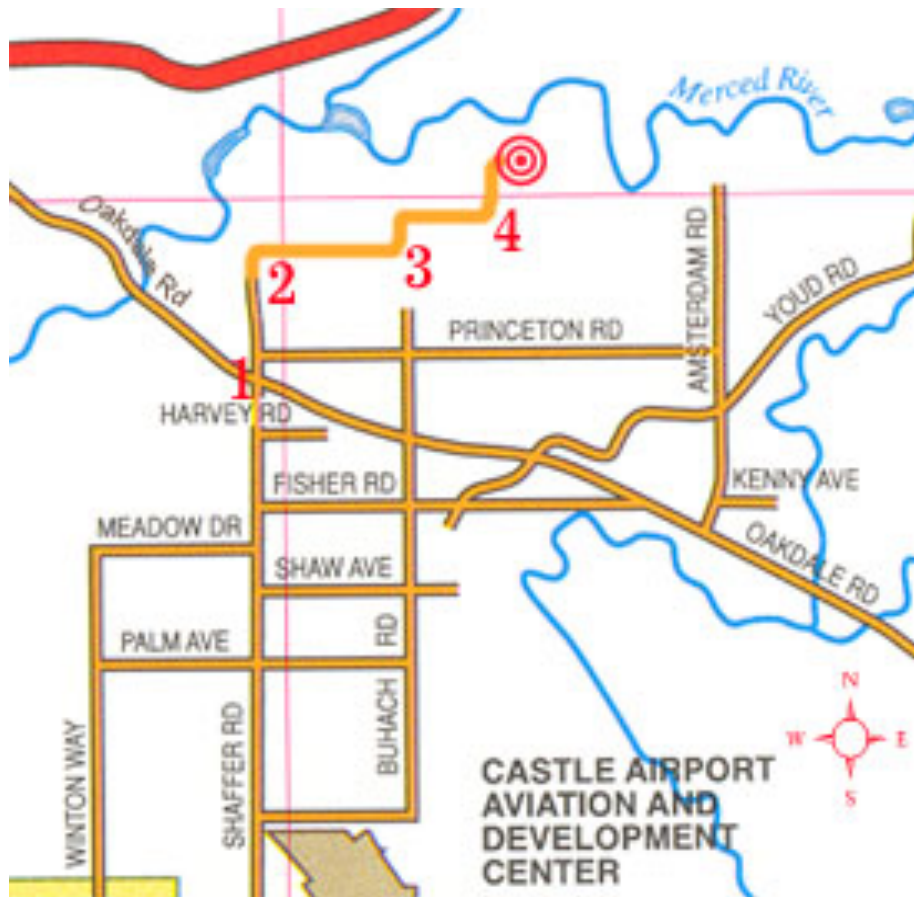 Merced River
Oakdale Rd
4
3
2
AMSTERDAM RD
YOUD RD
PRINCETON RD
1
HARVEY RD
FISHER RD
KENNY AVE
MEADOW DR
OAKDALE RD
SHAW AVE
PALM AVE
BUHACH RD
WINTON WAY
SHAFFER RD
N
W E
S
CASTLE AIRPORT
AVIATION AND
DEVELOPMENT
CENTER